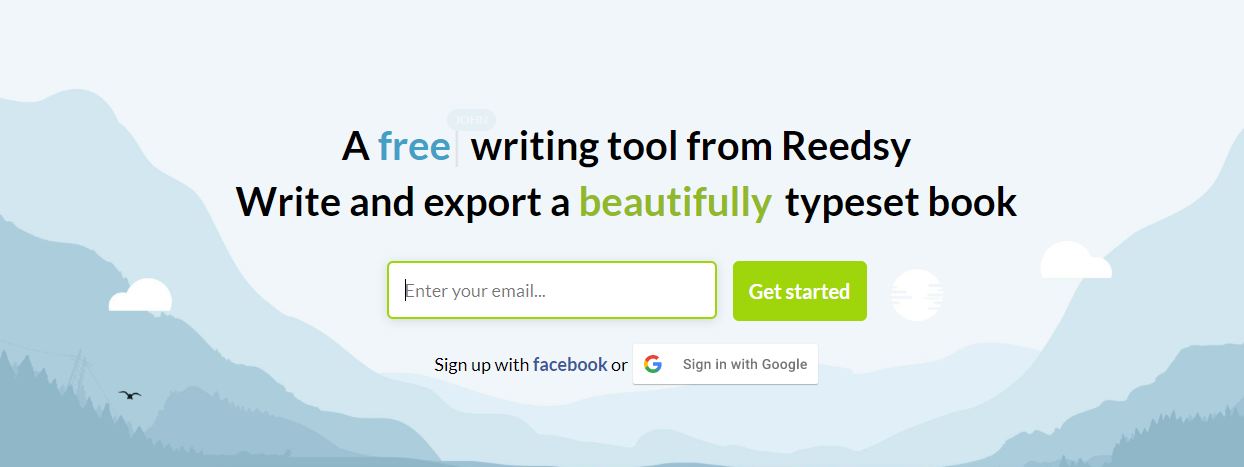 JOHN
A free writing tool from Reedsy
Write and export a beautifully typeset book
Enter your email...
Get started
Sign up with facebook or
Sign in with Google